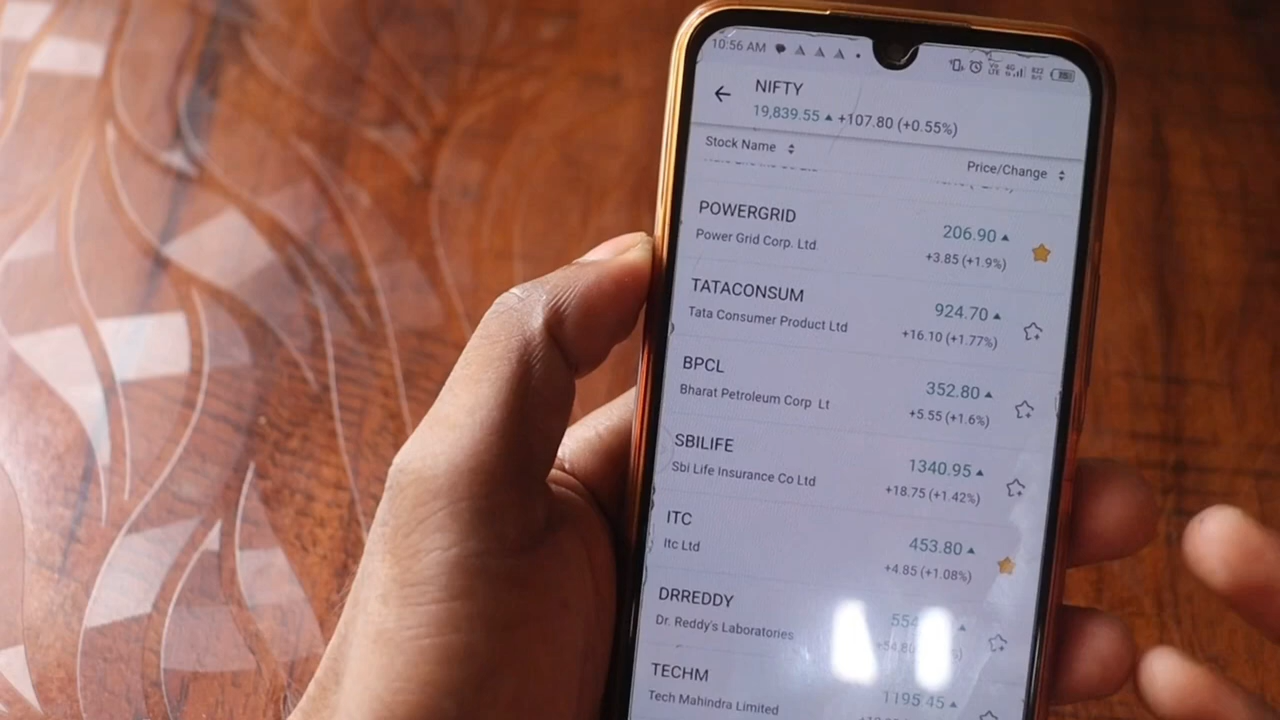 10:56 AM
NIFTY
19,839.55 ▲ +107.80 (+0.55%)
Stock Name
Price/Change
POWERGRID
206.90 ▲
Power Grid Corp. Ltd
+3.85 (+1.9%)
TATACONSUM
924.70 ▲
Tata Consumer Product Ltd
+16.10 (+1.77%)
BPCL
352.80 ▲
Bharat Petroleum Corp Lt
+5.55 (+1.6%)
SBILIFE
1340.95 ▲
Sbi Life Insurance Co Ltd
+18.75 (+1.42%)
ITC
453.80 ▲
Itc Ltd
+4.85 (+1.08%)
DRREDDY
Dr. Reddy's Laboratories
TECHM
1195.45 ▲
Tech Mahindra Limited